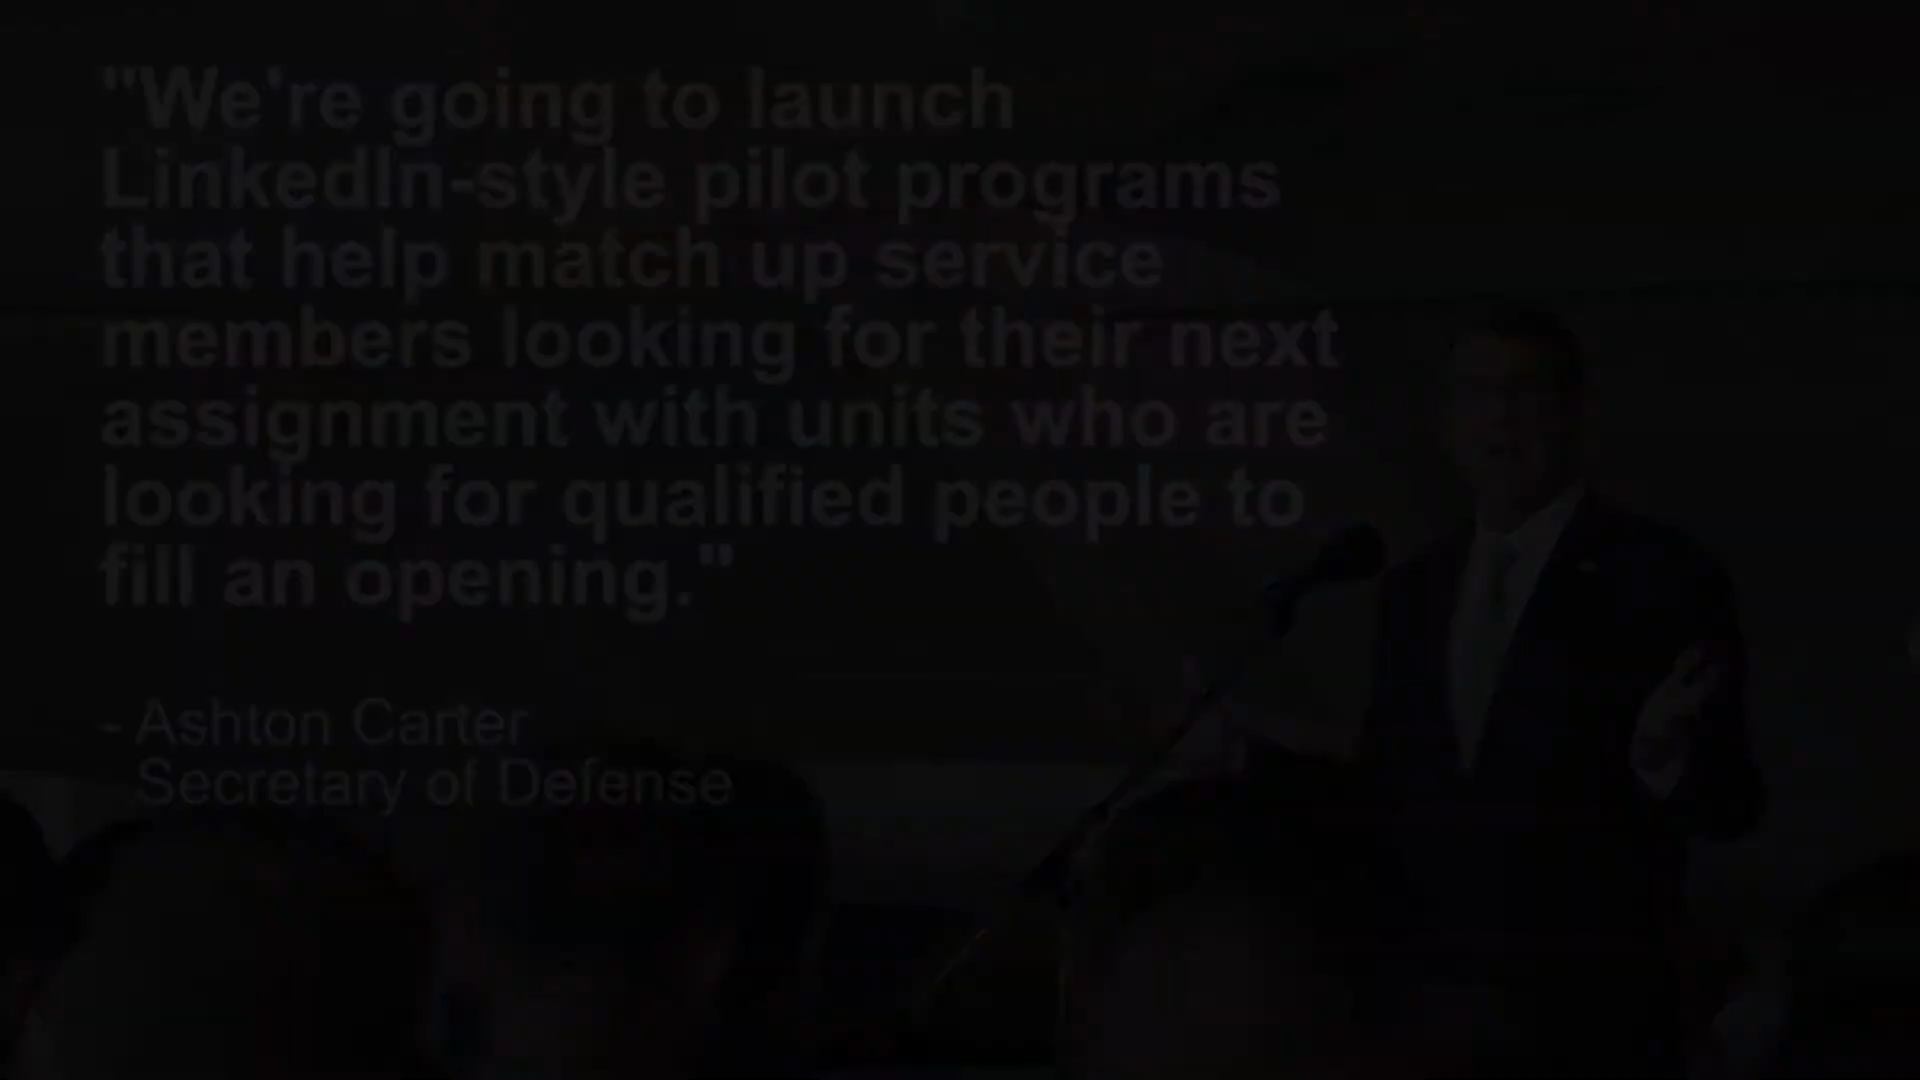 "We're going to launch
LinkedIn-style pilot programs
that help match up service
members looking for their next
assignment with units who are
looking for qualified people to
fill an opening."
- Ashton Carter
Secretary of Defense